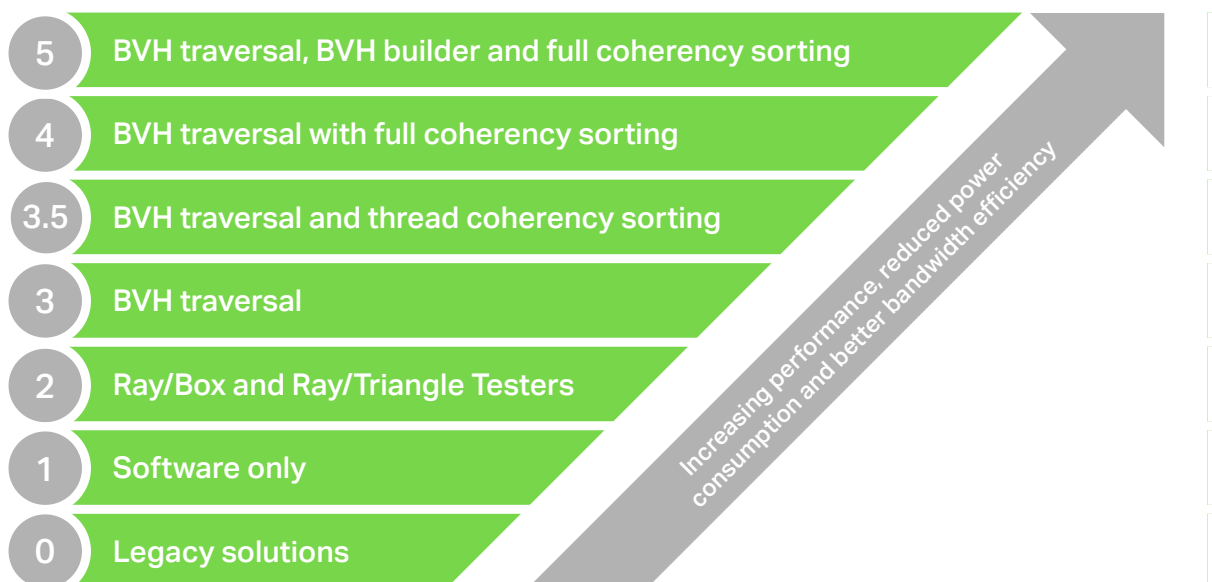 5 BVH traversal, BVH builder and full coherency sorting
4 BVH traversal with full coherency sorting
3.5 BVH traversal and thread coherency sorting
3 BVH traversal
2 Ray/Box and Ray/Triangle Testers
1 Software only
0 Legacy solutions
Increasing performance, reduced power
consumption and better bandwidth efficiency